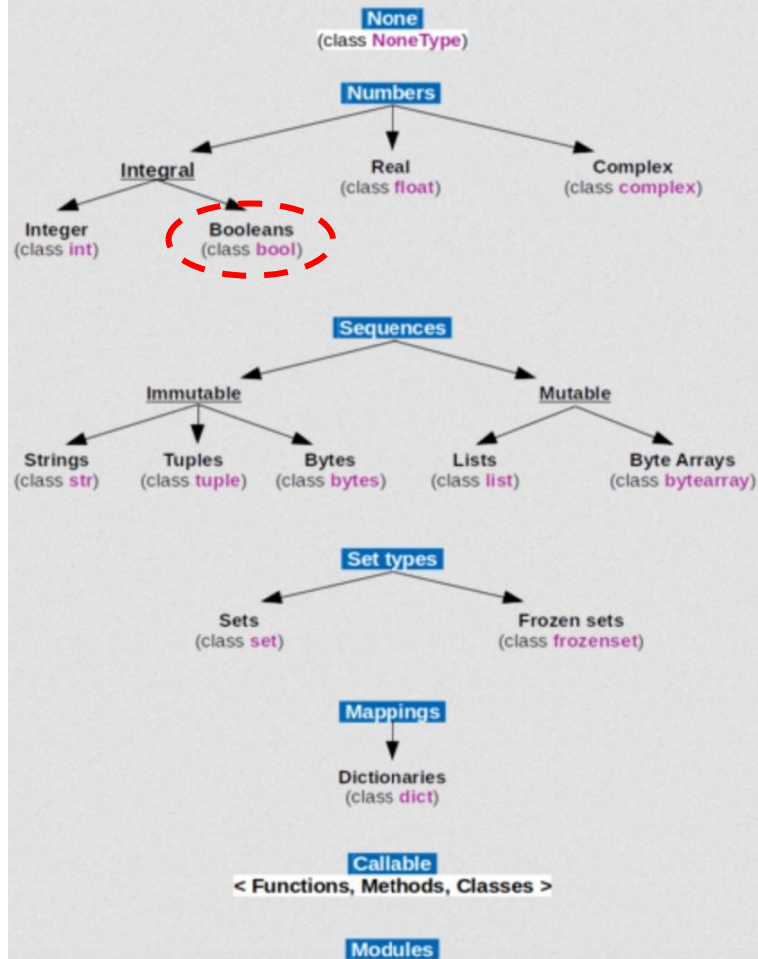 None
(class NoneType)
Numbers
Integral
Real
(class float)
Complex
(class complex)
Integer
(class int)
Booleans
(class bool)
Sequences
Immutable
Mutable
Strings
(class str)
Tuples
(class tuple)
Bytes
(class bytes)
Lists
(class list)
Byte Arrays
(class bytearray)
Set types
Sets
(class set)
Frozen sets
(class frozenset)
Mappings
Dictionaries
(class dict)
Callable
< Functions, Methods, Classes >
Modules